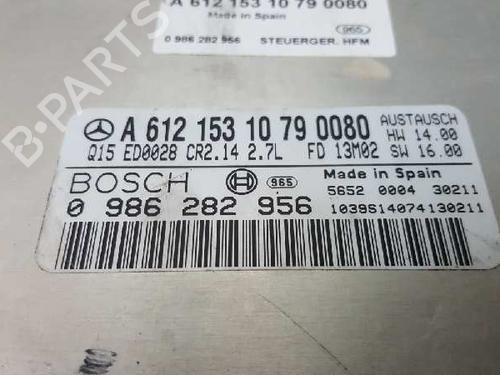 A 612 153 10 79 0080
Made in Spain
965
0 986 282 956 STEUERGER. HFM
A 612 153 10 79 0080
AUSTAUSCH
Q15 ED0028 CR2.14 2.7L FD 13M02
HW 14.00
SW 16.00
BOSCH
965
Made in Spain
5652 0004 30211
0 986 282 956
1039S14074130211
B-PARTS